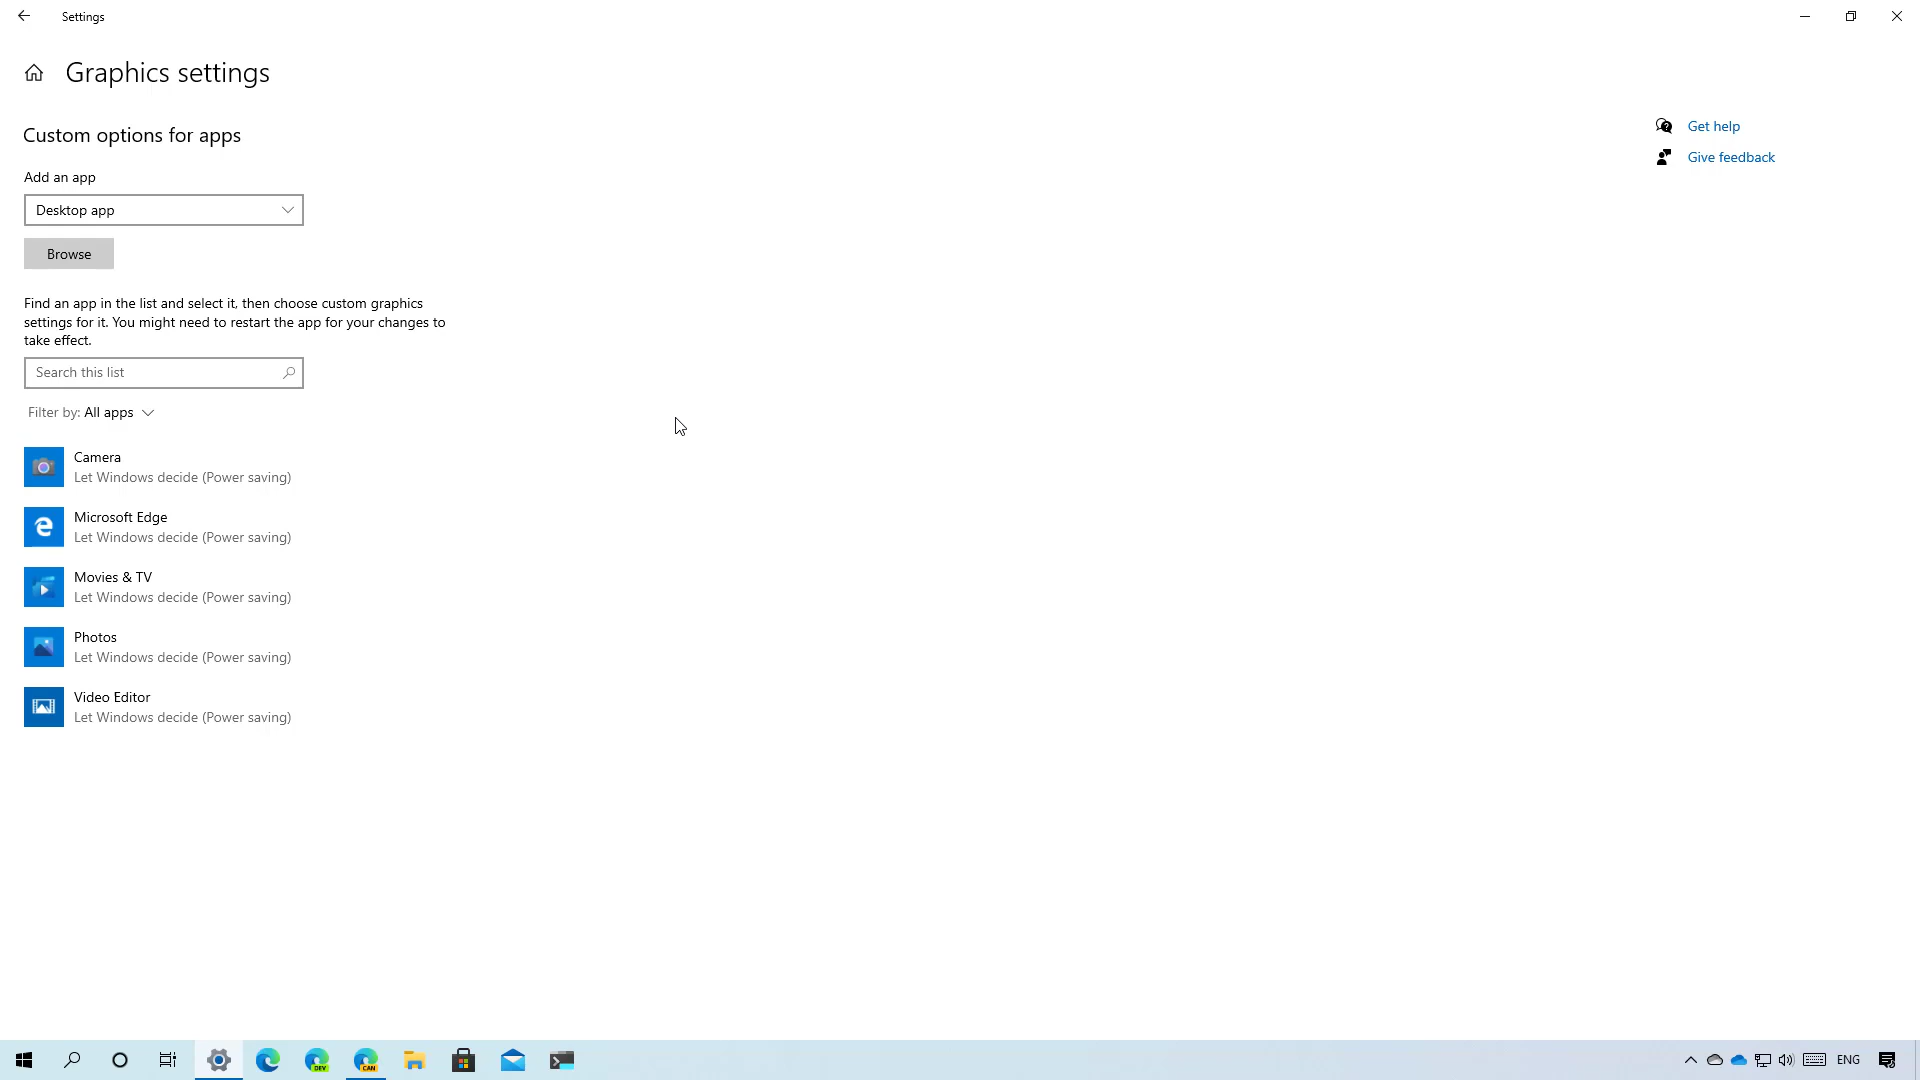 Settings
Graphics settings
Custom options for apps
Get help
Give feedback
Add an app
Desktop app
Browse
Find an app in the list and select it, then choose custom graphics
settings for it. You might need to restart the app for your changes to
take effect.
Search this list
Filter by: All apps
Camera
Let Windows decide (Power saving)
Microsoft Edge
Let Windows decide (Power saving)
Movies & TV
Let Windows decide (Power saving)
Photos
Let Windows decide (Power saving)
Video Editor
Let Windows decide (Power saving)
DEV
CAN
ENG